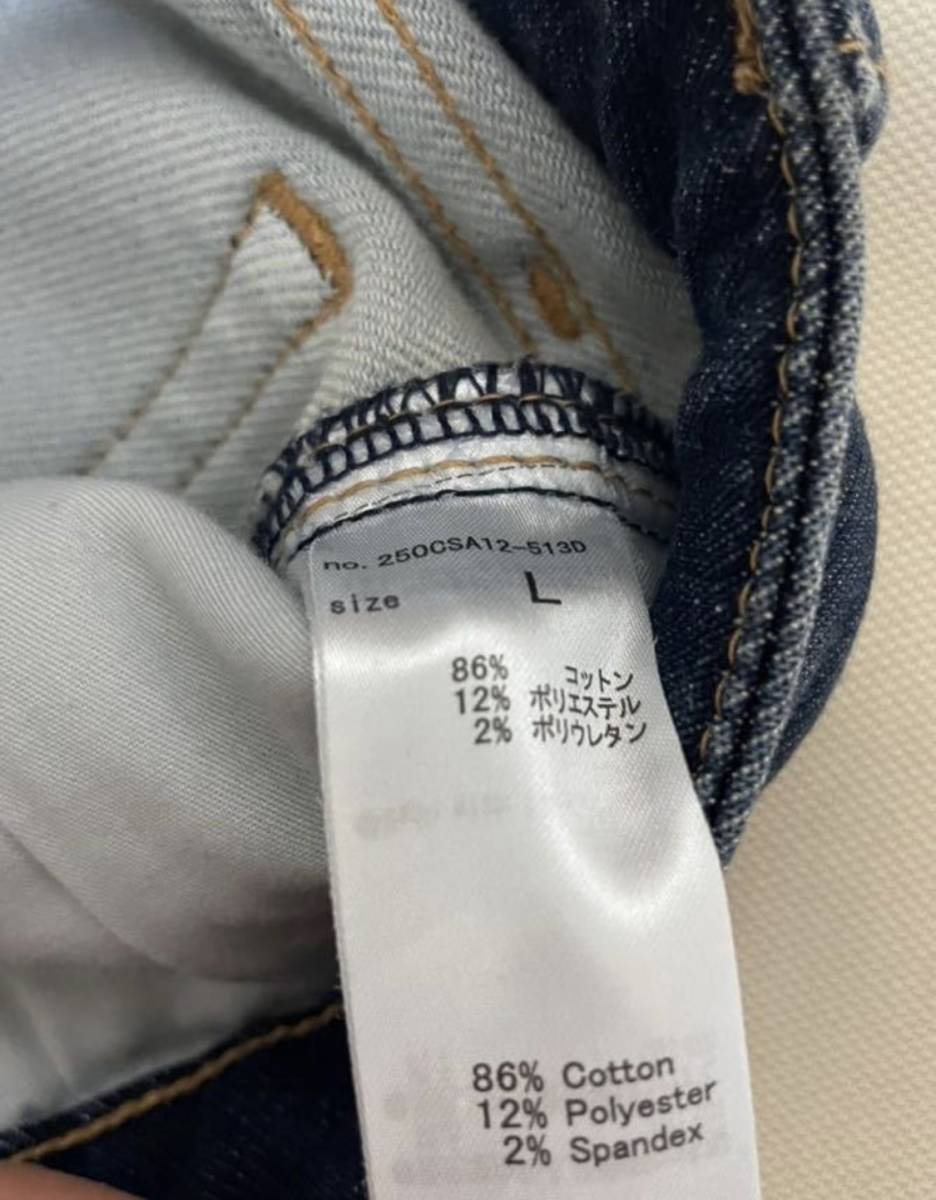 no. 250CSA12-513D
size L
86% コットン
12% ポリエステル
2% ポリウレタン
86% Cotton
12% Polyester
2% Spandex